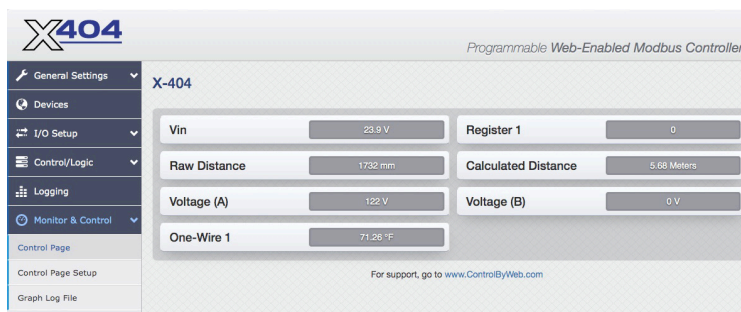 X404
Programmable Web-Enabled Modbus Controller
General Settings
Devices
I/O Setup
Control/Logic
Logging
Monitor & Control
Control Page
Control Page Setup
Graph Log File
X-404
Vin 23.9 V Register 1 0
Raw Distance 1732 mm Calculated Distance 5.68 Meters
Voltage (A) 122 V Voltage (B) 0 V
One-Wire 1 71.26 °F
For support, go to www.ControlByWeb.com